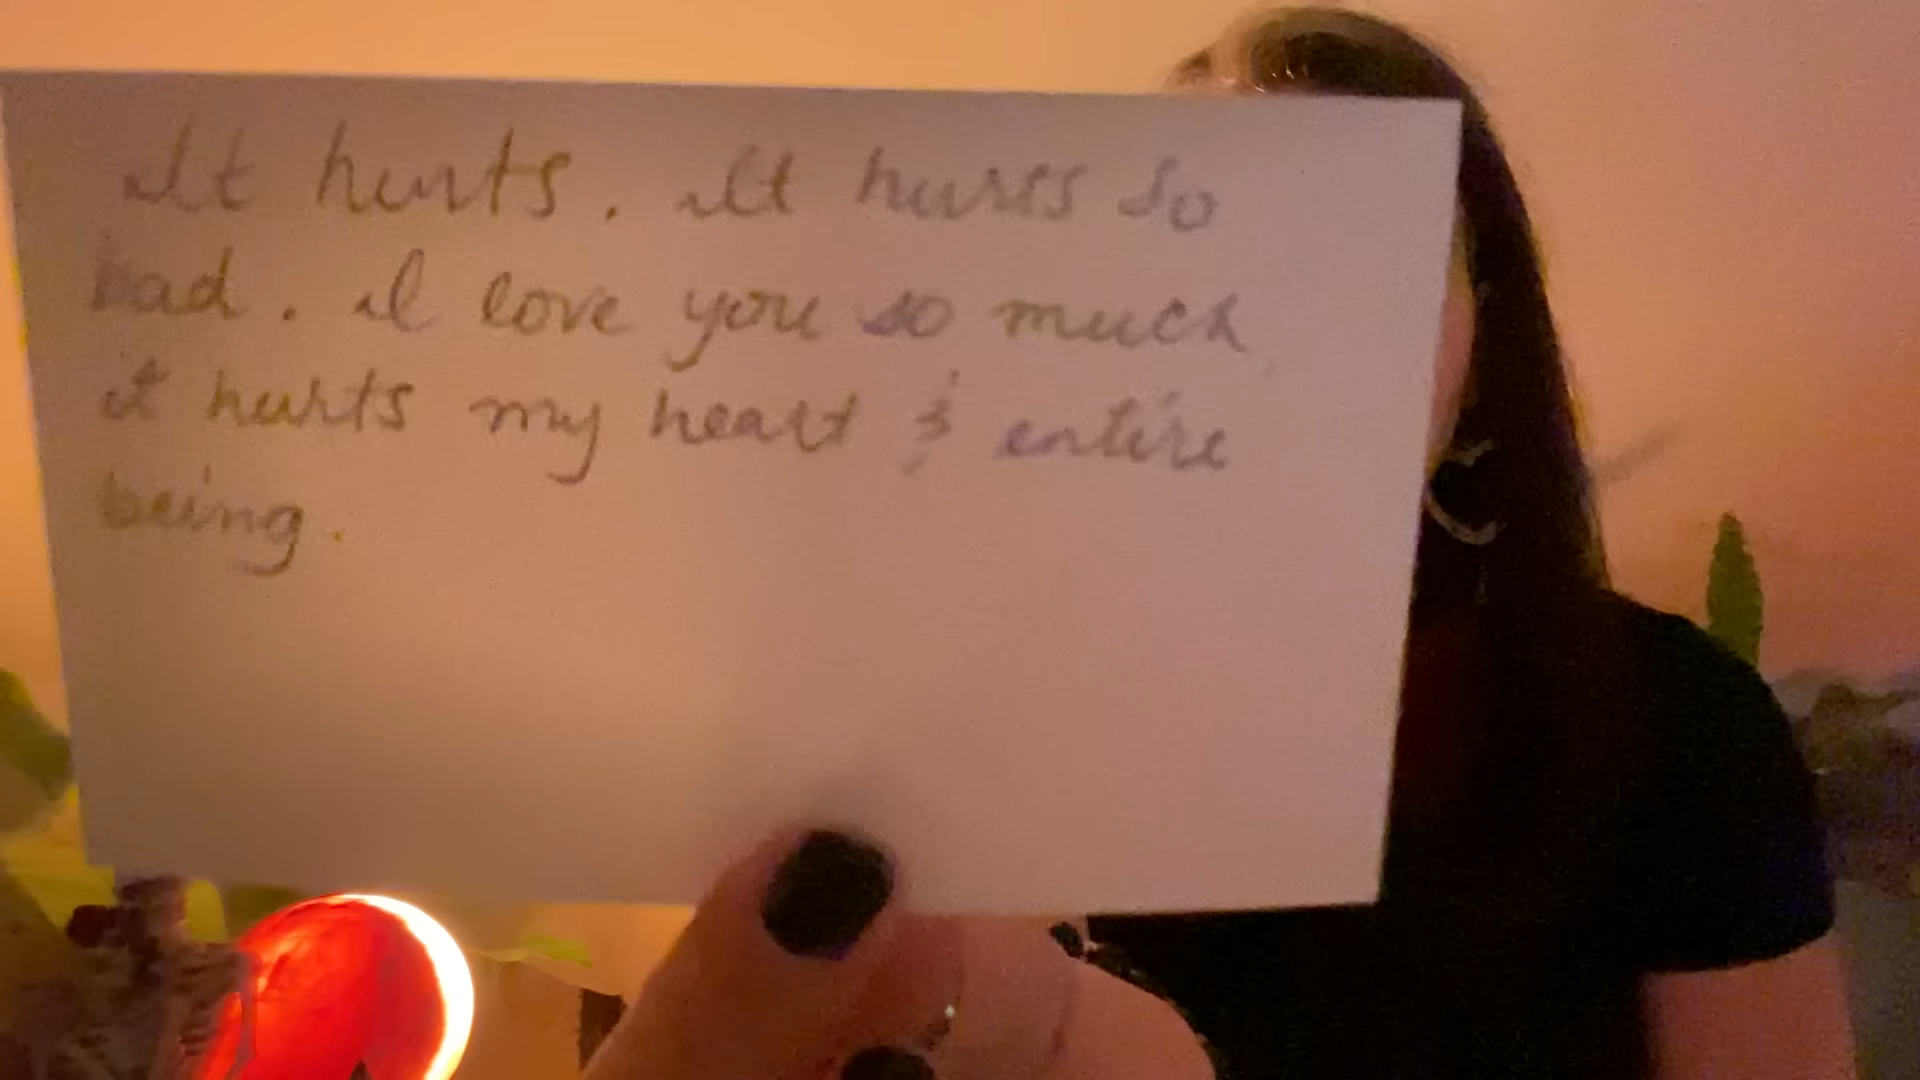 It hurts. It hurts so
bad. I love you so much
it hurts my heart & entire
being.